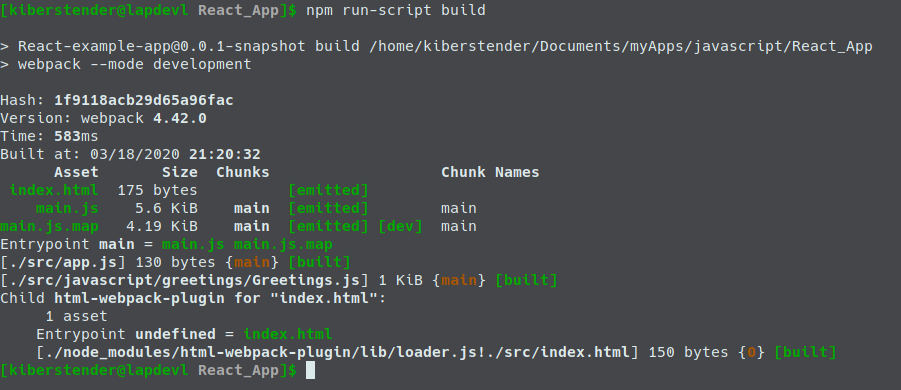 [kiberstender@lapdevl React_App]$ npm run-script build
> React-example-app@0.0.1-snapshot build /home/kiberstender/Documents/myApps/javascript/React_App
> webpack --mode development
Hash: 1f9118acb29d65a96fac
Version: webpack 4.42.0
Time: 583ms
Built at: 03/18/2020 21:20:32
Asset Size Chunks Chunk Names
index.html 175 bytes [emitted]
main.js 5.6 KiB main [emitted] main
main.js.map 4.19 KiB main [emitted] [dev] main
Entrypoint main = main.js main.js.map
[./src/app.js] 130 bytes {main} [built]
[./src/javascript/greetings/Greetings.js] 1 KiB {main} [built]
Child html-webpack-plugin for "index.html":
1 asset
Entrypoint undefined = index.html
[./node_modules/html-webpack-plugin/lib/loader.js!./src/index.html] 150 bytes {0} [built]
[kiberstender@lapdevl React_App]$